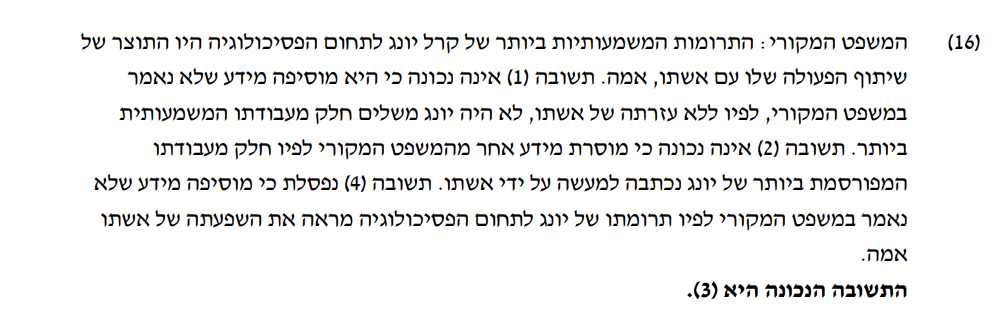 (16) המשפט המקורי: התרומות המשמעותיות ביותר של קרל יונג לתחום הפסיכולוגיה היו התוצר של
שיתוף הפעולה שלו עם אשתו, אמה. תשובה (1) אינה נכונה כי היא מוסיפה מידע שלא נאמר
במשפט המקורי, לפיו ללא עזרתה של אשתו, לא היה יונג משלים חלק מעבודתו המשמעותית
ביותר. תשובה (2) אינה נכונה כי מוסרת מידע אחר מהמשפט המקורי לפיו חלק מעבודתו
המפורסמת ביותר של יונג נכתבה למעשה על ידי אשתו. תשובה (4) נפסלת כי מוסיפה מידע שלא
נאמר במשפט המקורי לפיו תרומתו של יונג לתחום הפסיכולוגיה מראה את השפעתה של אשתו
אמה.
התשובה הנכונה היא (3).